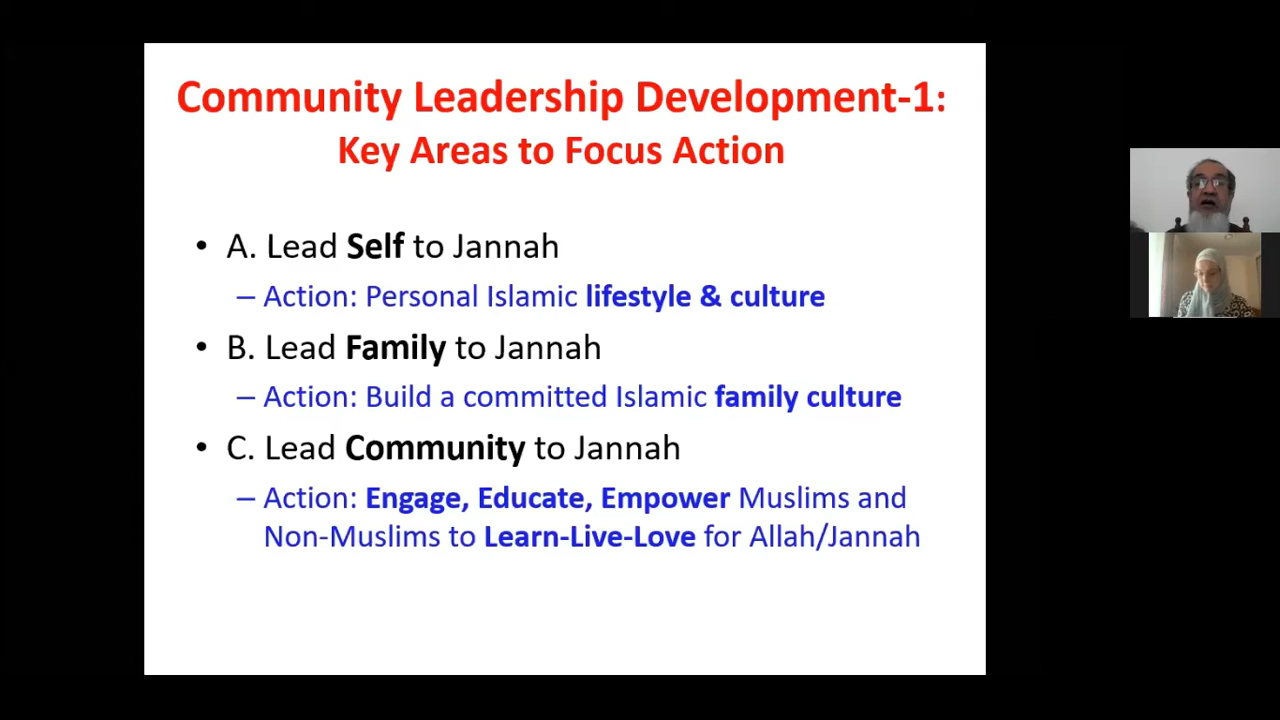 Community Leadership Development-1:
Key Areas to Focus Action
• A. Lead Self to Jannah
– Action: Personal Islamic lifestyle & culture
• B. Lead Family to Jannah
– Action: Build a committed Islamic family culture
• C. Lead Community to Jannah
– Action: Engage, Educate, Empower Muslims and
Non-Muslims to Learn-Live-Love for Allah/Jannah